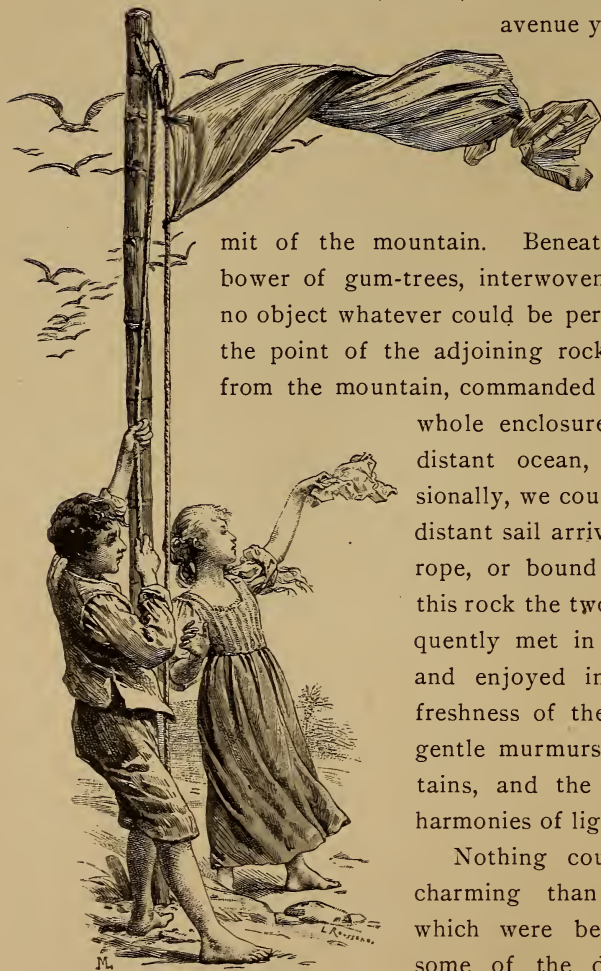 avenue y
mit of the mountain. Beneat
bower of gum-trees, interwoven
no object whatever could be per
the point of the adjoining rock
from the mountain, commanded
whole enclosure
distant ocean,
sionally, we cou
distant sail arriv
rope, or bound
this rock the two
quently met in
and enjoyed in
freshness of the
gentle murmurs
tains, and the
harmonies of lig
Nothing cou
charming than
which were be
some of the d